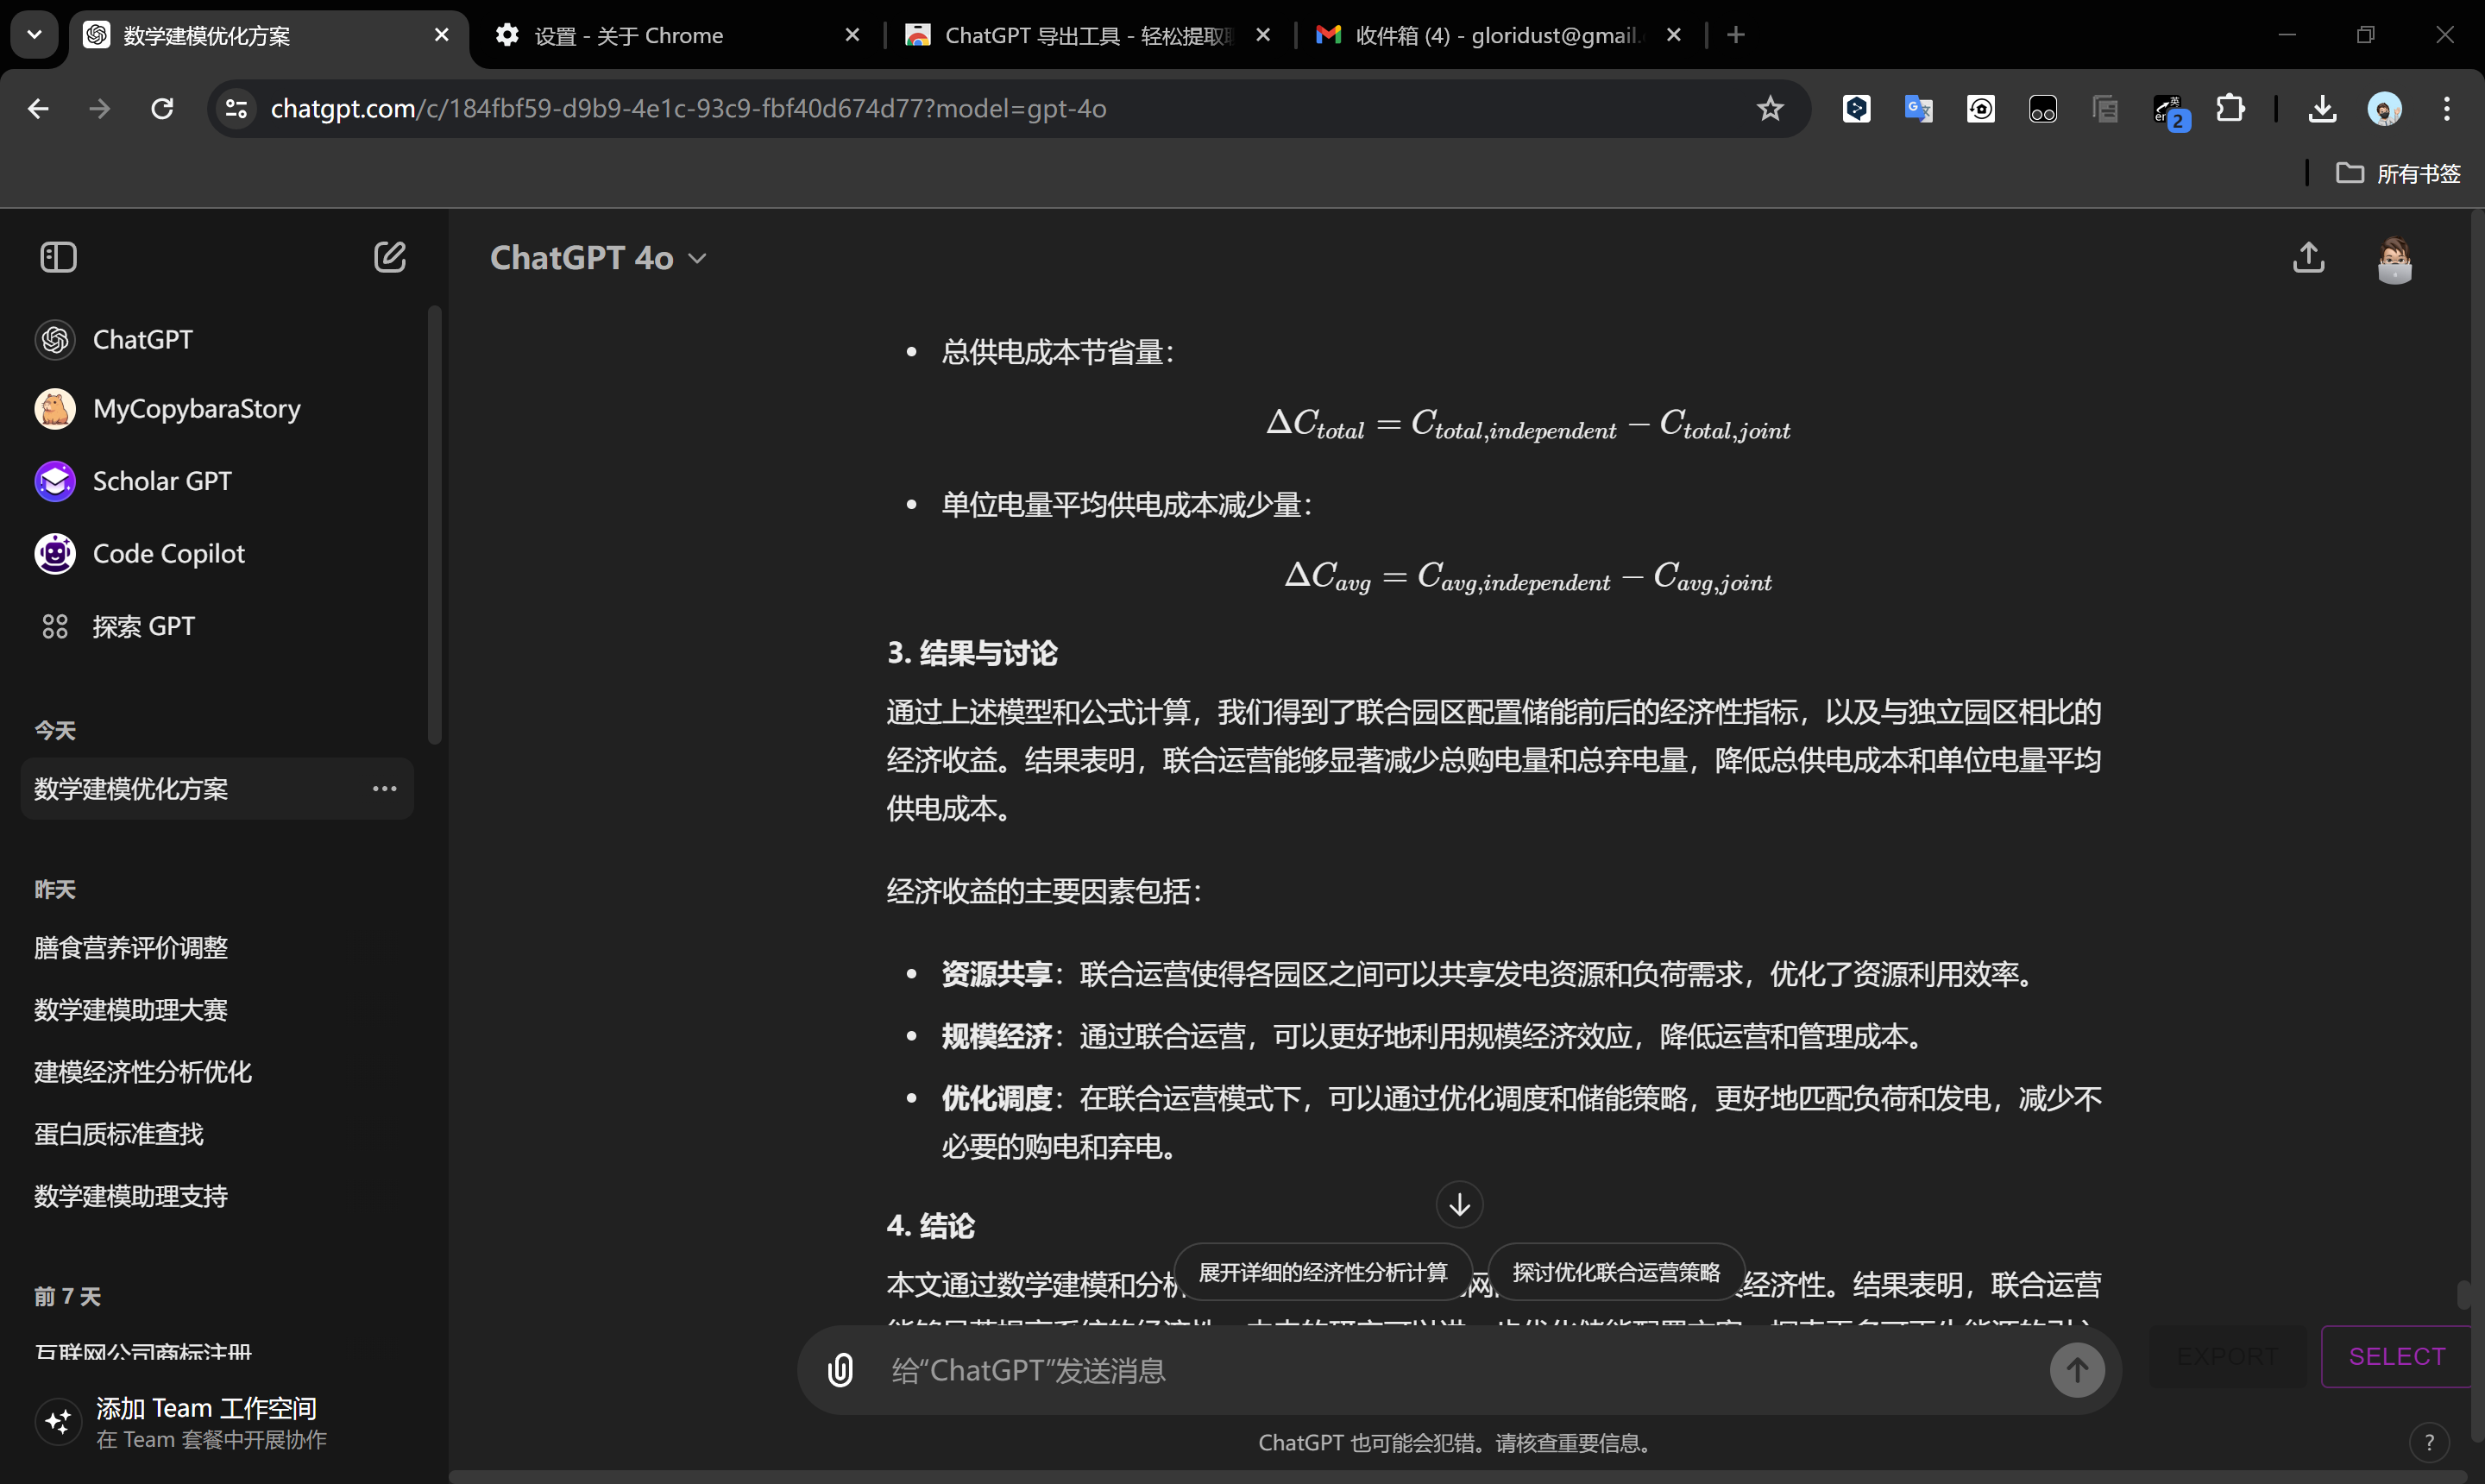 数学建模优化方案
设置 - 关于 Chrome
ChatGPT 导出工具 - 轻松提取
收件箱 (4) - gloridust@gmail.
chatgpt.com/c/184fbf59-d9b9-4e1c-93c9-fbf40d674d77?model=gpt-4o
英
er
2
所有书签
ChatGPT 4o
ChatGPT
MyCopybaraStory
Scholar GPT
Code Copilot
探索 GPT
今天
数学建模优化方案
昨天
膳食营养评价调整
数学建模助理大赛
建模经济性分析优化
蛋白质标准查找
数学建模助理支持
前 7 天
互联网公司商标注册
添加 Team 工作空间
在 Team 套餐中开展协作
• 总供电成本节省量：
ΔC_{total} = C_{total,independent} − C_{total,joint}
• 单位电量平均供电成本减少量：
ΔC_{avg} = C_{avg,independent} − C_{avg,joint}
3. 结果与讨论
通过上述模型和公式计算，我们得到了联合园区配置储能前后的经济性指标，以及与独立园区相比的
经济收益。结果表明，联合运营能够显著减少总购电量和总弃电量，降低总供电成本和单位电量平均
供电成本。
经济收益的主要因素包括：
• 资源共享：联合运营使得各园区之间可以共享发电资源和负荷需求，优化了资源利用效率。
• 规模经济：通过联合运营，可以更好地利用规模经济效应，降低运营和管理成本。
• 优化调度：在联合运营模式下，可以通过优化调度和储能策略，更好地匹配负荷和发电，减少不
必要的购电和弃电。
4. 结论
本文通过数学建模和分析 网 经济性。结果表明，联合运营
展开详细的经济性分析计算
探讨优化联合运营策略
给“ChatGPT”发送消息
EXPORT
SELECT
ChatGPT 也可能会犯错。请核查重要信息。
?